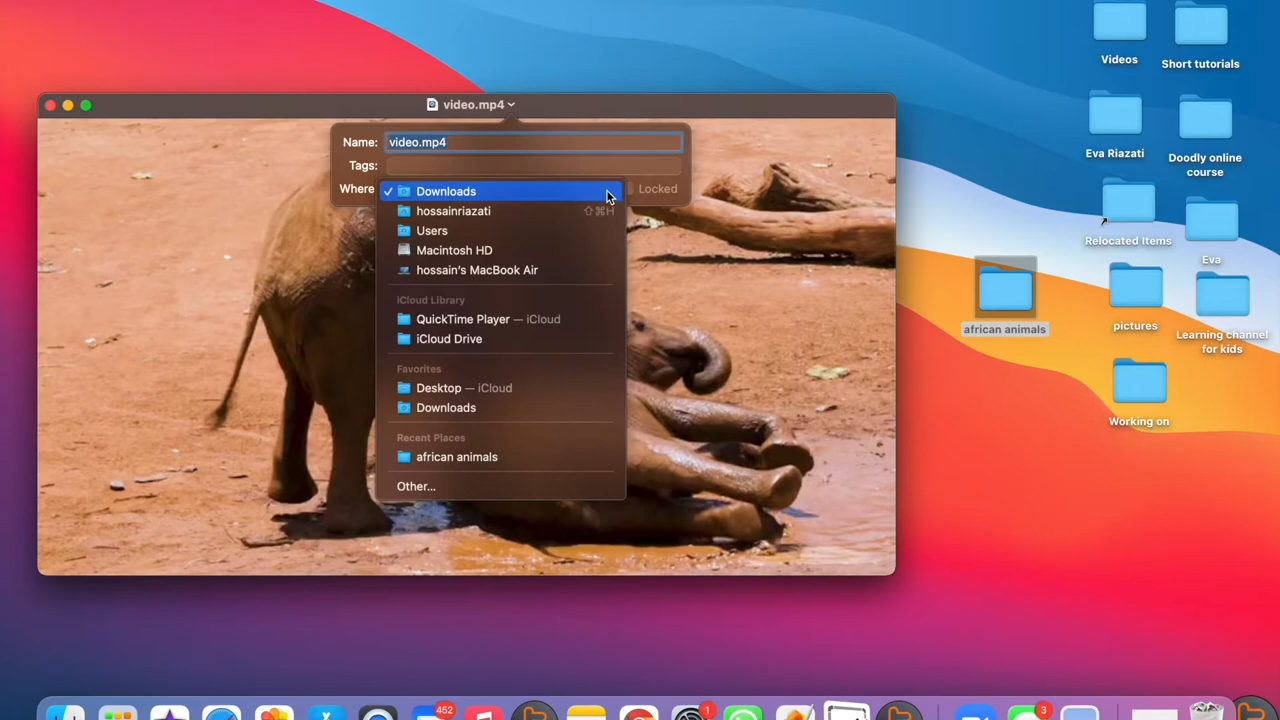 Videos
Short tutorials
video.mp4
Name: video.mp4
Eva Riazati
Doodly online
course
Tags:
Where
Downloads
Locked
hossainriazati ⇧⌘H
Users
Relocated Items
Macintosh HD
Eva
hossain's MacBook Air
iCloud Library
QuickTime Player — iCloud
african animals
pictures
Learning channel
for kids
iCloud Drive
Favorites
Desktop — iCloud
Downloads
Working on
Recent Places
african animals
Other...
452
1
3